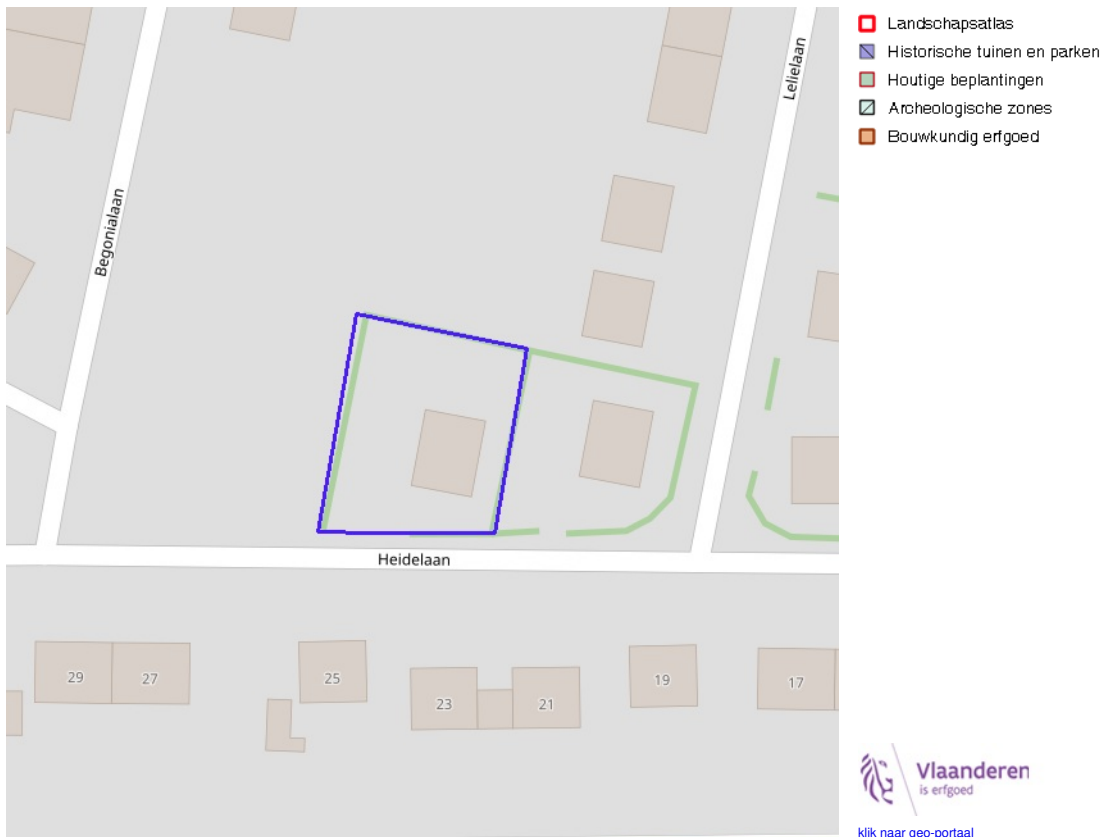 Landschapsatlas
Historische tuinen en parken
Houtige beplantingen
Archeologische zones
Bouwkundig erfgoed
Lelielaan
Begonialaan
Heidelaan
29
27
25
23
21
19
17
Vlaanderen
is erfgoed
klik naar geo-portaal